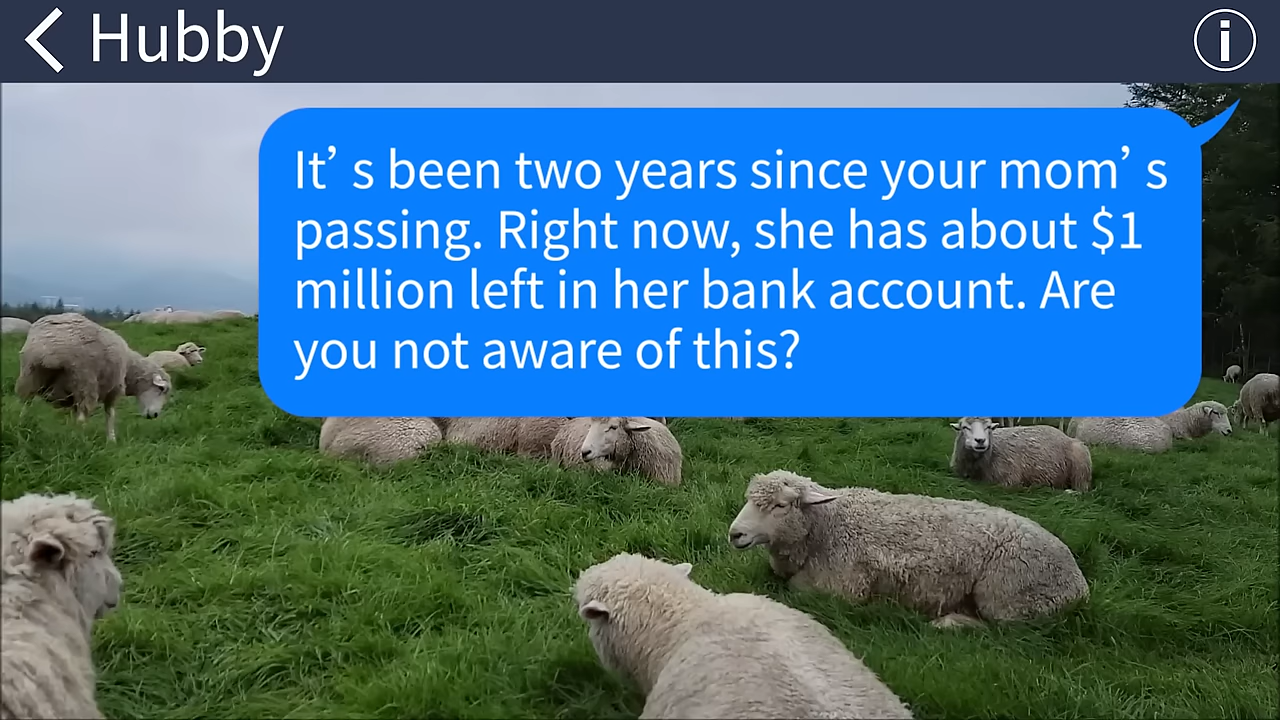 Hubby
It’s been two years since your mom’s
passing. Right now, she has about $1
million left in her bank account. Are
you not aware of this?